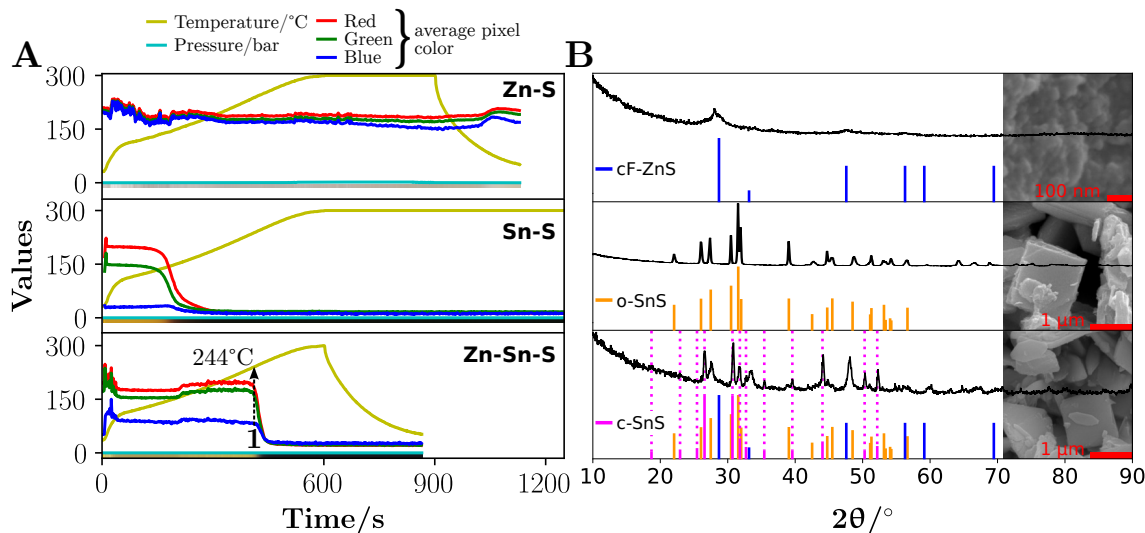 Temperature/°C
Pressure/bar
Red
Green
Blue
average pixel
color
A
B
300
150
0
Zn-S
300
150
0
Sn-S
300
150
0
Zn-Sn-S
244°C
1
Values
0
300
600
900
1200
Time/s
cF-ZnS
100 nm
o-SnS
1 µm
c-SnS
1 µm
10
20
30
40
50
60
70
80
90
2θ/°